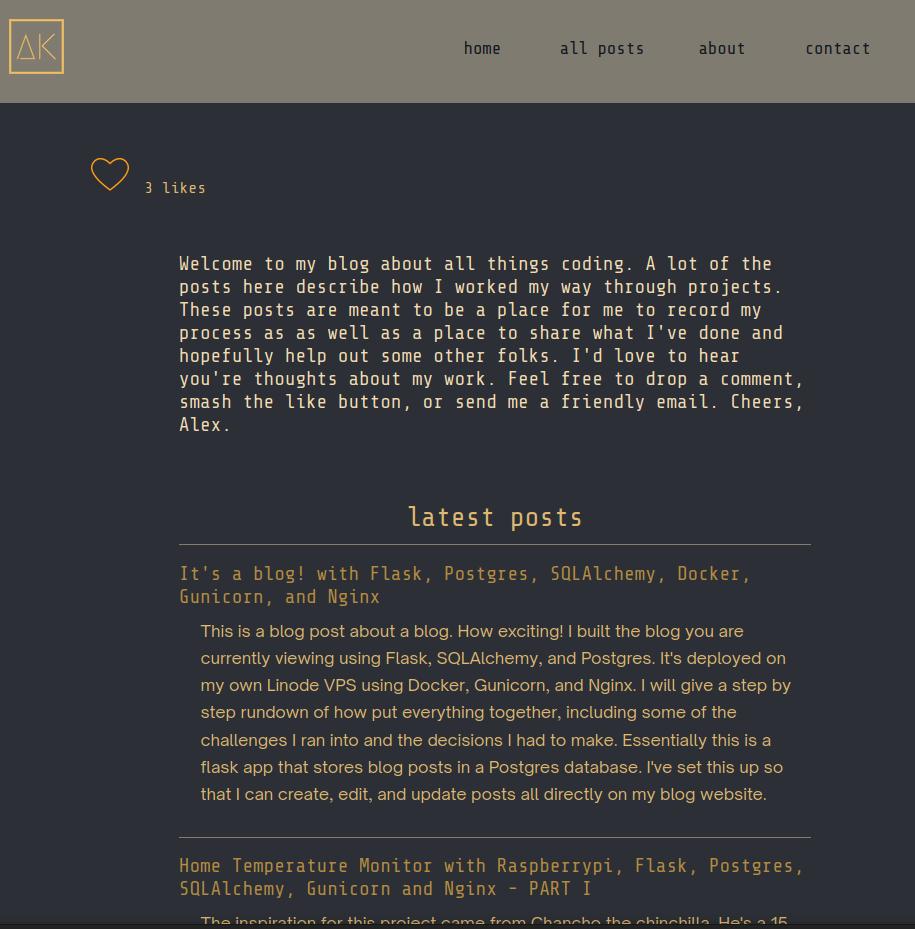 AK
home all posts about contact
3 likes
Welcome to my blog about all things coding. A lot of the
posts here describe how I worked my way through projects.
These posts are meant to be a place for me to record my
process as as well as a place to share what I've done and
hopefully help out some other folks. I'd love to hear
you're thoughts about my work. Feel free to drop a comment,
smash the like button, or send me a friendly email. Cheers,
Alex.
latest posts
It's a blog! with Flask, Postgres, SQLAlchemy, Docker,
Gunicorn, and Nginx
This is a blog post about a blog. How exciting! I built the blog you are
currently viewing using Flask, SQLAlchemy, and Postgres. It's deployed on
my own Linode VPS using Docker, Gunicorn, and Nginx. I will give a step by
step rundown of how put everything together, including some of the
challenges I ran into and the decisions I had to make. Essentially this is a
flask app that stores blog posts in a Postgres database. I've set this up so
that I can create, edit, and update posts all directly on my blog website.
Home Temperature Monitor with Raspberrypi, Flask, Postgres,
SQLAlchemy, Gunicorn and Nginx - PART I
The inspiration for this project came from Chancho the chinchilla. He's a 15